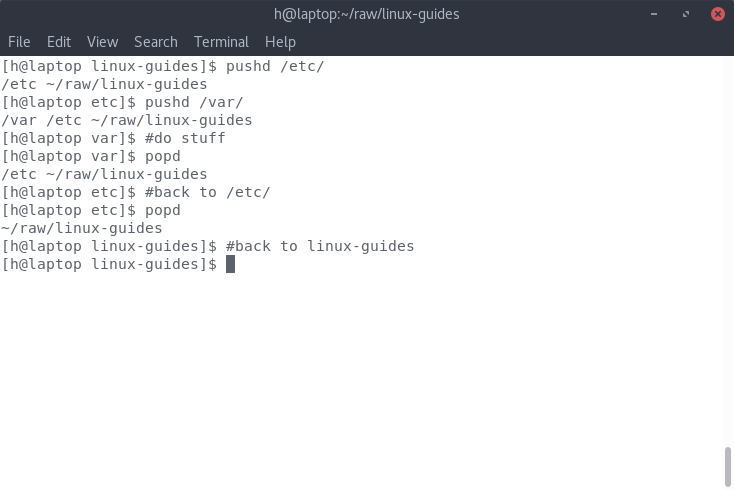 h@laptop:~/raw/linux-guides
File Edit View Search Terminal Help
[h@laptop linux-guides]$ pushd /etc/
/etc ~/raw/linux-guides
[h@laptop etc]$ pushd /var/
/var /etc ~/raw/linux-guides
[h@laptop var]$ #do stuff
[h@laptop var]$ popd
/etc ~/raw/linux-guides
[h@laptop etc]$ #back to /etc/
[h@laptop etc]$ popd
~/raw/linux-guides
[h@laptop linux-guides]$ #back to linux-guides
[h@laptop linux-guides]$